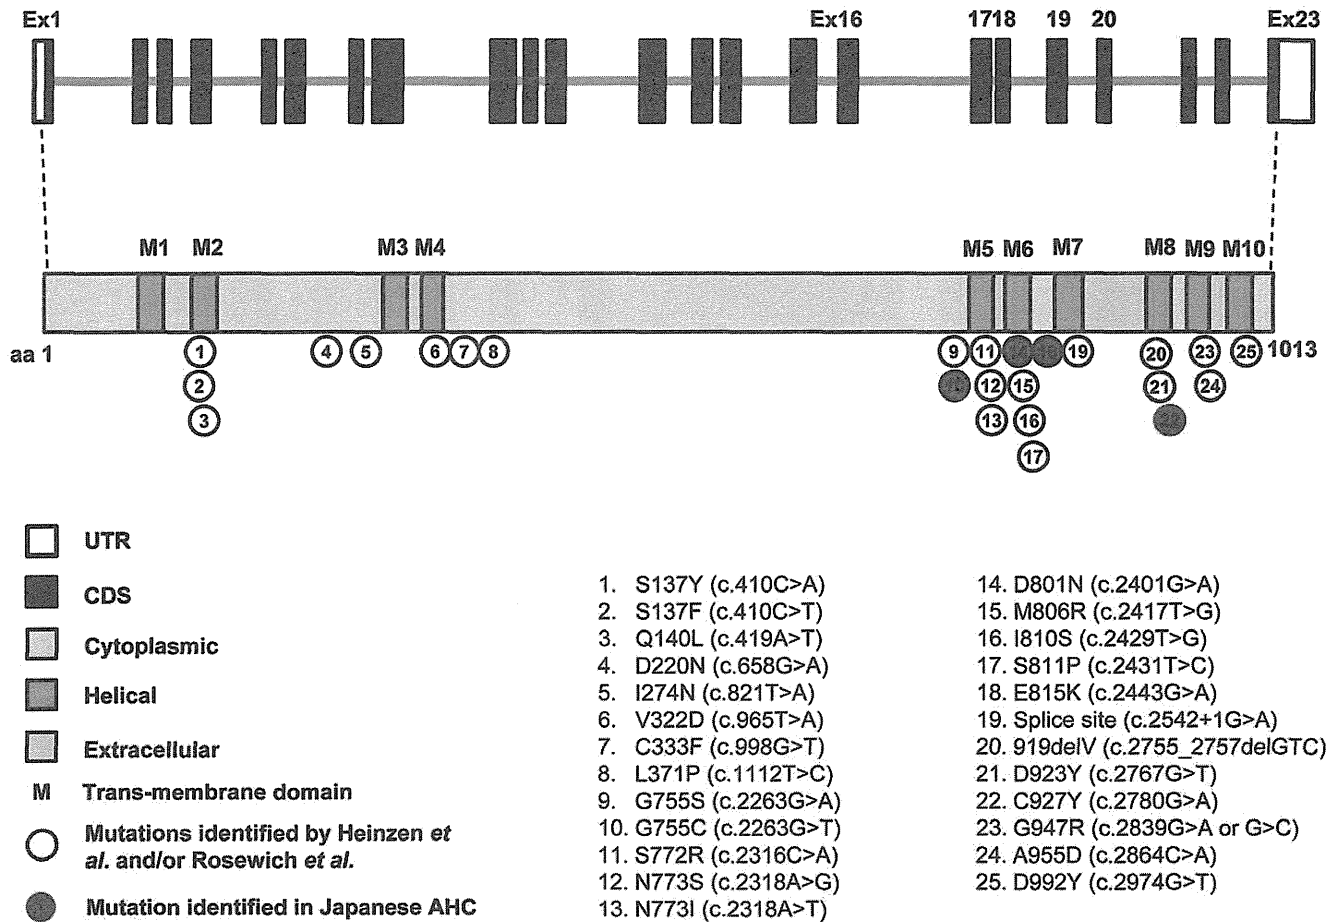 Ex1 Ex16 17 18 19 20 Ex23
M1 M2 M3 M4 M5 M6 M7 M8 M9 M10
aa 1 1 4 5 6 7 8 9 11 19 20 23 25 1013
2 12 15 21 24
3 13 16
17
UTR
CDS
Cytoplasmic
Helical
Extracellular
M Trans-membrane domain
Mutations identified by Heinzen et
al. and/or Rosewich et al.
Mutation identified in Japanese AHC
1. S137Y (c.410C>A)
2. S137F (c.410C>T)
3. Q140L (c.419A>T)
4. D220N (c.658G>A)
5. I274N (c.821T>A)
6. V322D (c.965T>A)
7. C333F (c.998G>T)
8. L371P (c.1112T>C)
9. G755S (c.2263G>A)
10. G755C (c.2263G>T)
11. S772R (c.2316C>A)
12. N773S (c.2318A>G)
13. N773I (c.2318A>T)
14. D801N (c.2401G>A)
15. M806R (c.2417T>G)
16. I810S (c.2429T>G)
17. S811P (c.2431T>C)
18. E815K (c.2443G>A)
19. Splice site (c.2542+1G>A)
20. 919delV (c.2755_2757delGTC)
21. D923Y (c.2767G>T)
22. C927Y (c.2780G>A)
23. G947R (c.2839G>A or G>C)
24. A955D (c.2864C>A)
25. D992Y (c.2974G>T)